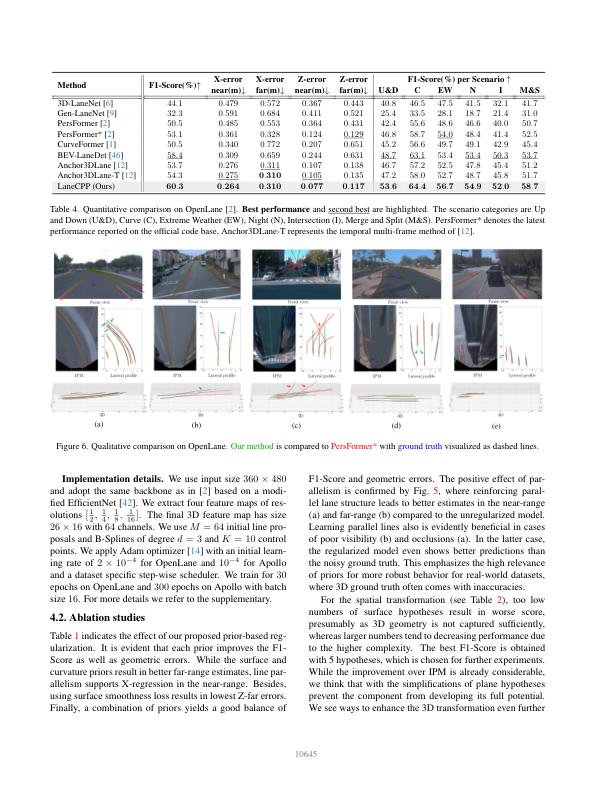 Method F1-Score(%)↑ X-error near(m)↓ X-error far(m)↓ Z-error near(m)↓ Z-error far(m)↓ F1-Score(%) per Scenario ↑
U&D C EW N I M&S
3D-LaneNet [6] 44.1 0.479 0.572 0.367 0.443 40.8 46.5 47.5 41.5 32.1 41.7
Gen-LaneNet [9] 32.3 0.591 0.684 0.411 0.521 25.4 33.5 28.1 18.7 21.4 31.0
PersFormer [2] 50.5 0.485 0.553 0.364 0.431 42.4 55.6 48.6 46.6 40.0 50.7
PersFormer* [2] 53.1 0.361 0.328 0.124 0.129 46.8 58.7 54.0 48.4 41.4 52.5
CurveFormer [1] 50.5 0.340 0.772 0.207 0.651 45.2 56.6 49.7 49.1 42.9 45.4
BEV-LaneDet [46] 58.4 0.309 0.659 0.244 0.631 48.7 63.1 53.4 53.4 50.3 53.7
Anchor3DLane [12] 53.7 0.276 0.311 0.107 0.138 46.7 57.2 52.5 47.8 45.4 51.2
Anchor3DLane-T [12] 54.3 0.275 0.310 0.105 0.135 47.2 58.0 52.7 48.7 45.8 51.7
LaneCPP (Ours) 60.3 0.264 0.310 0.077 0.117 53.6 64.4 56.7 54.9 52.0 58.7
Table 4. Quantitative comparison on OpenLane [2]. Best performance and second best are highlighted. The scenario categories are Up
and Down (U&D), Curve (C), Extreme Weather (EW), Night (N), Intersection (I), Merge and Split (M&S). PersFormer* denotes the latest
performance reported on the official code base, Anchor3DLane-T represents the temporal multi-frame method of [12].
Front view Front view Front view Front view Front view
IPM Lateral profile IPM Lateral profile IPM Lateral profile IPM Lateral profile IPM Lateral profile
3D 3D 3D 3D 3D
(a) (b) (c) (d) (e)
Figure 6. Qualitative comparison on OpenLane. Our method is compared to PersFormer* with ground truth visualized as dashed lines.
Implementation details. We use input size 360 × 480
and adopt the same backbone as in [2] based on a modi-
fied EfficientNet [42]. We extract four feature maps of res-
olutions [1/2, 1/4, 1/8, 1/16]. The final 3D feature map has size
26 × 16 with 64 channels. We use M = 64 initial line pro-
posals and B-Splines of degree d = 3 and K = 10 control
points. We apply Adam optimizer [14] with an initial learn-
ing rate of 2 × 10⁻⁴ for OpenLane and 10⁻⁴ for Apollo
and a dataset specific step-wise scheduler. We train for 30
epochs on OpenLane and 300 epochs on Apollo with batch
size 16. For more details we refer to the supplementary.
4.2. Ablation studies
Table 1 indicates the effect of our proposed prior-based reg-
ularization. It is evident that each prior improves the F1-
Score as well as geometric errors. While the surface and
curvature priors result in better far-range estimates, line par-
allelism supports X-regression in the near-range. Besides,
using surface smoothness loss results in lowest Z-far errors.
Finally, a combination of priors yields a good balance of
F1-Score and geometric errors. The positive effect of par-
allelism is confirmed by Fig. 5, where reinforcing paral-
lel lane structure leads to better estimates in the near-range
(a) and far-range (b) compared to the unregularized model.
Learning parallel lines also is evidently beneficial in cases
of poor visibility (b) and occlusions (a). In the latter case,
the regularized model even shows better predictions than
the noisy ground truth. This emphasizes the high relevance
of priors for more robust behavior for real-world datasets,
where 3D ground truth often comes with inaccuracies.
For the spatial transformation (see Table 2), too low
numbers of surface hypotheses result in worse score,
presumably as 3D geometry is not captured sufficiently,
whereas larger numbers tend to decreasing performance due
to the higher complexity. The best F1-Score is obtained
with 5 hypotheses, which is chosen for further experiments.
While the improvement over IPM is already considerable,
we think that with the simplifications of plane hypotheses
prevent the component from developing its full potential.
We see ways to enhance the 3D transformation even further
10645